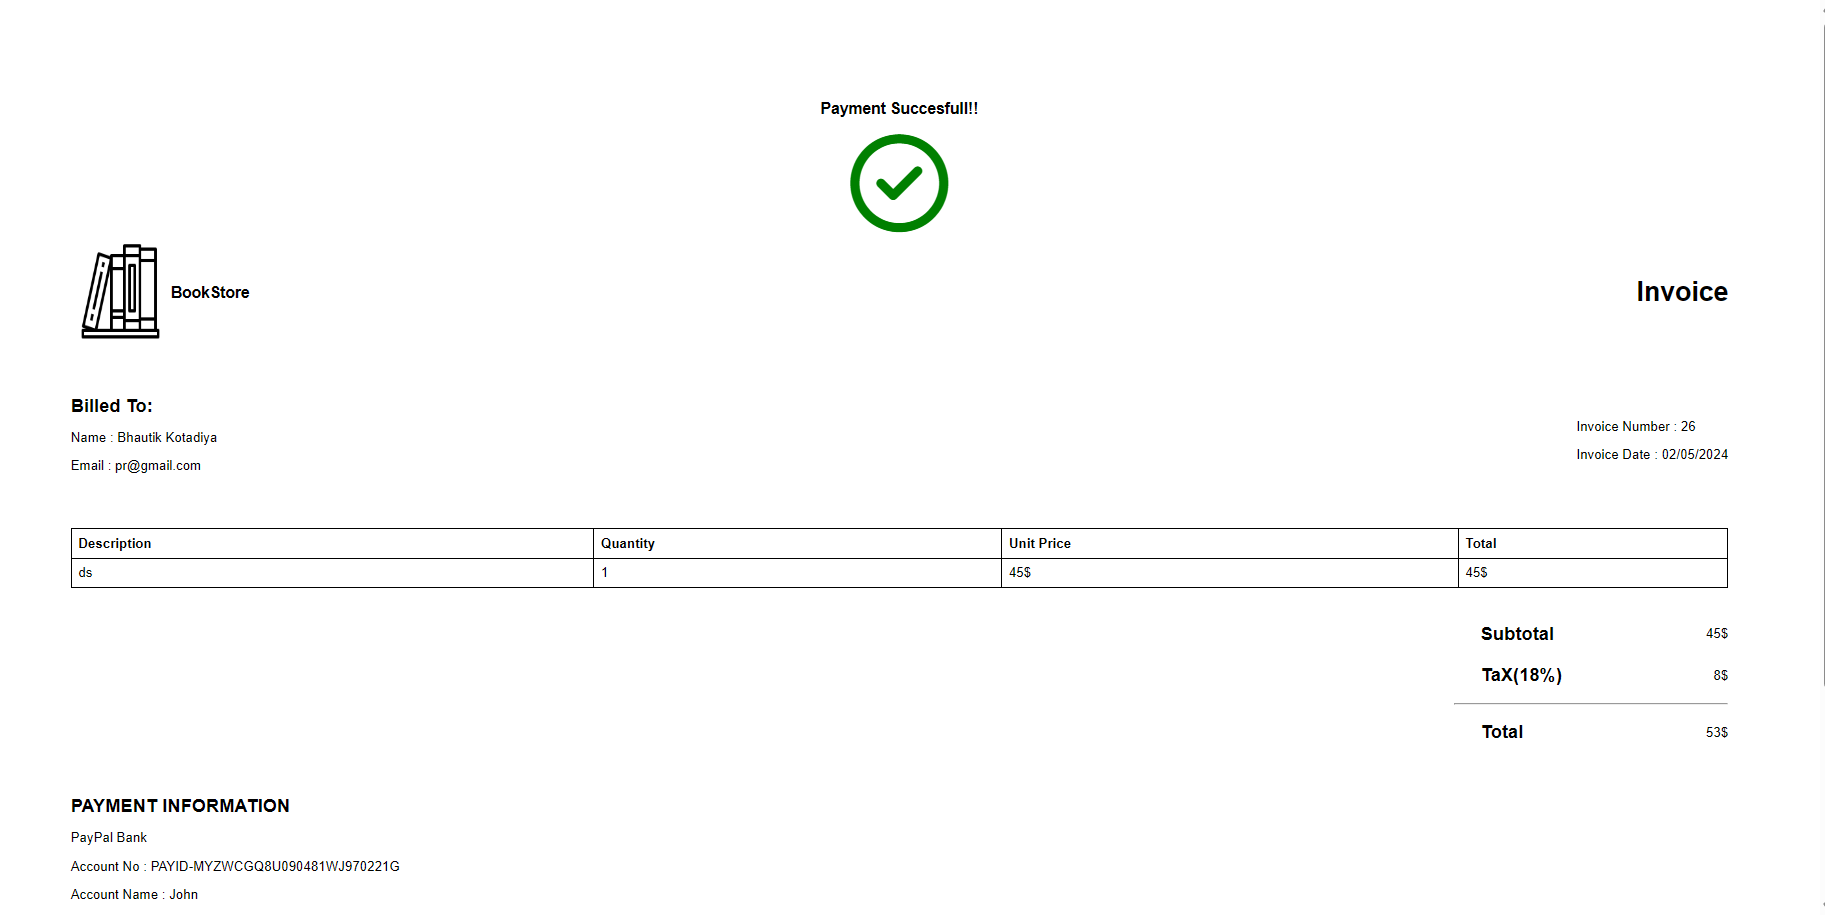 Payment Succesfull!!
BookStore
Invoice
Billed To:
Name : Bhautik Kotadiya
Email : pr@gmail.com
Invoice Number : 26
Invoice Date : 02/05/2024
Description Quantity Unit Price Total
ds 1 45$ 45$
Subtotal 45$
TaX(18%) 8$
Total 53$
PAYMENT INFORMATION
PayPal Bank
Account No : PAYID-MYZWCGQ8U090481WJ970221G
Account Name : John